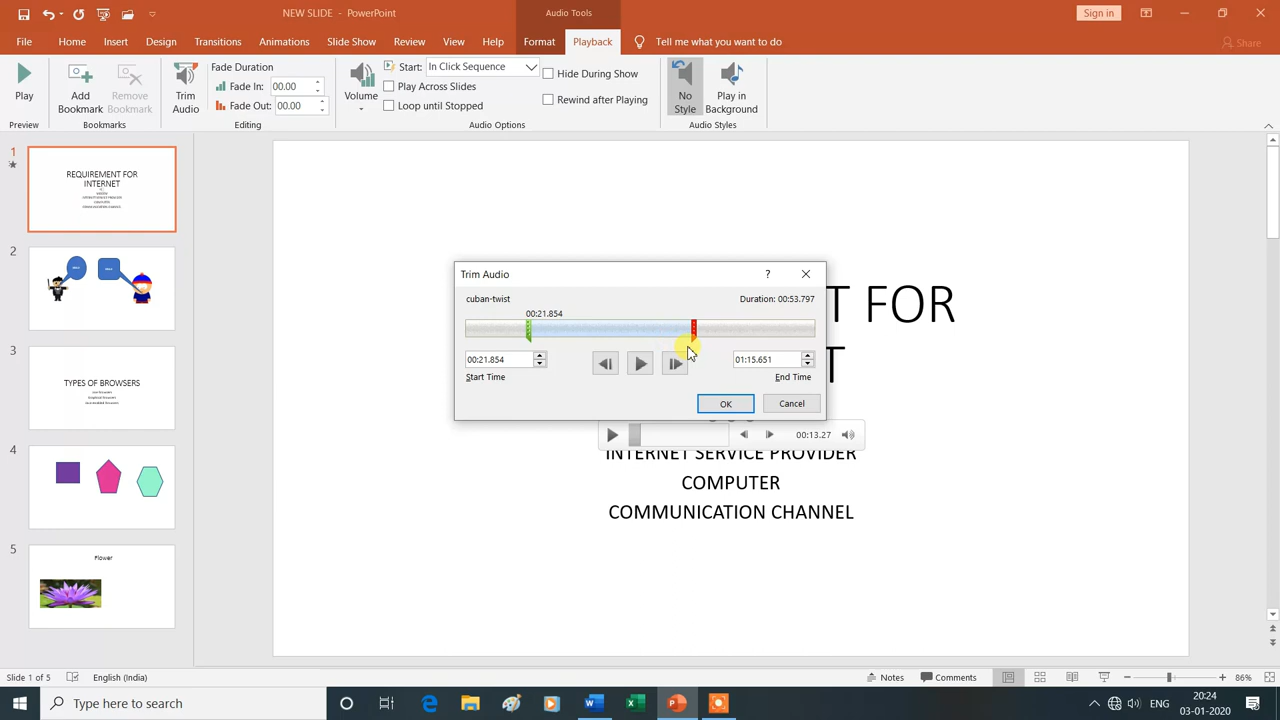 NEW SLIDE - PowerPoint
Audio Tools
Sign in
File Home Insert Design Transitions Animations Slide Show Review View Help Format Playback Tell me what you want to do Share
Play
Preview
Add Bookmark
Remove Bookmark
Bookmarks
Trim Audio
Fade Duration
Fade In: 00.00
Fade Out: 00.00
Editing
Volume
Start: In Click Sequence
Play Across Slides
Loop until Stopped
Hide During Show
Rewind after Playing
Audio Options
No Style
Play in Background
Audio Styles
1
REQUIREMENT FOR
INTERNET
2
3
TYPES OF BROWSERS
4
5
Flower
Trim Audio ?
cuban-twist Duration: 00:53.797
00:21.854
00:21.854 01:15.651
Start Time End Time
OK Cancel
T FOR
T
00:13.27
INTERNET SERVICE PROVIDER
COMPUTER
COMMUNICATION CHANNEL
Slide 1 of 5 English (India) Notes Comments 86%
Type here to search
ENG
20:24
03-01-2020